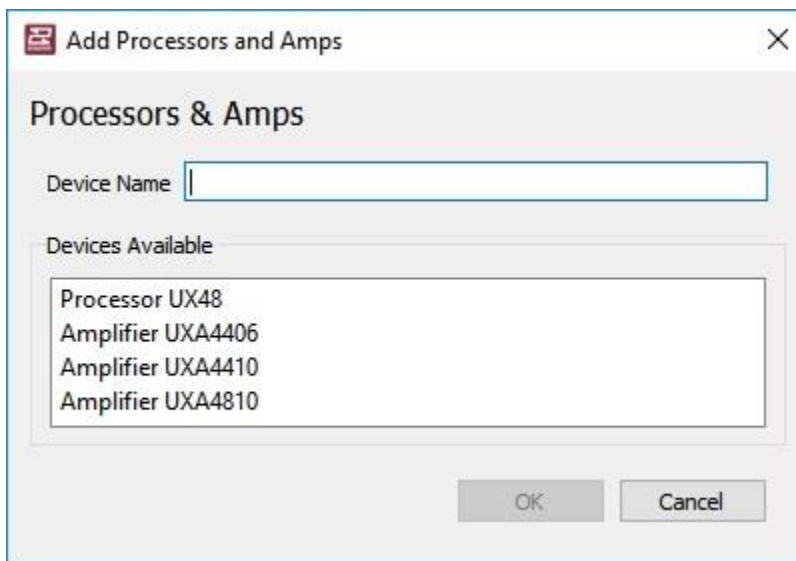 Add Processors and Amps
Processors & Amps
Device Name
Devices Available
Processor UX48
Amplifier UXA4406
Amplifier UXA4410
Amplifier UXA4810
OK
Cancel